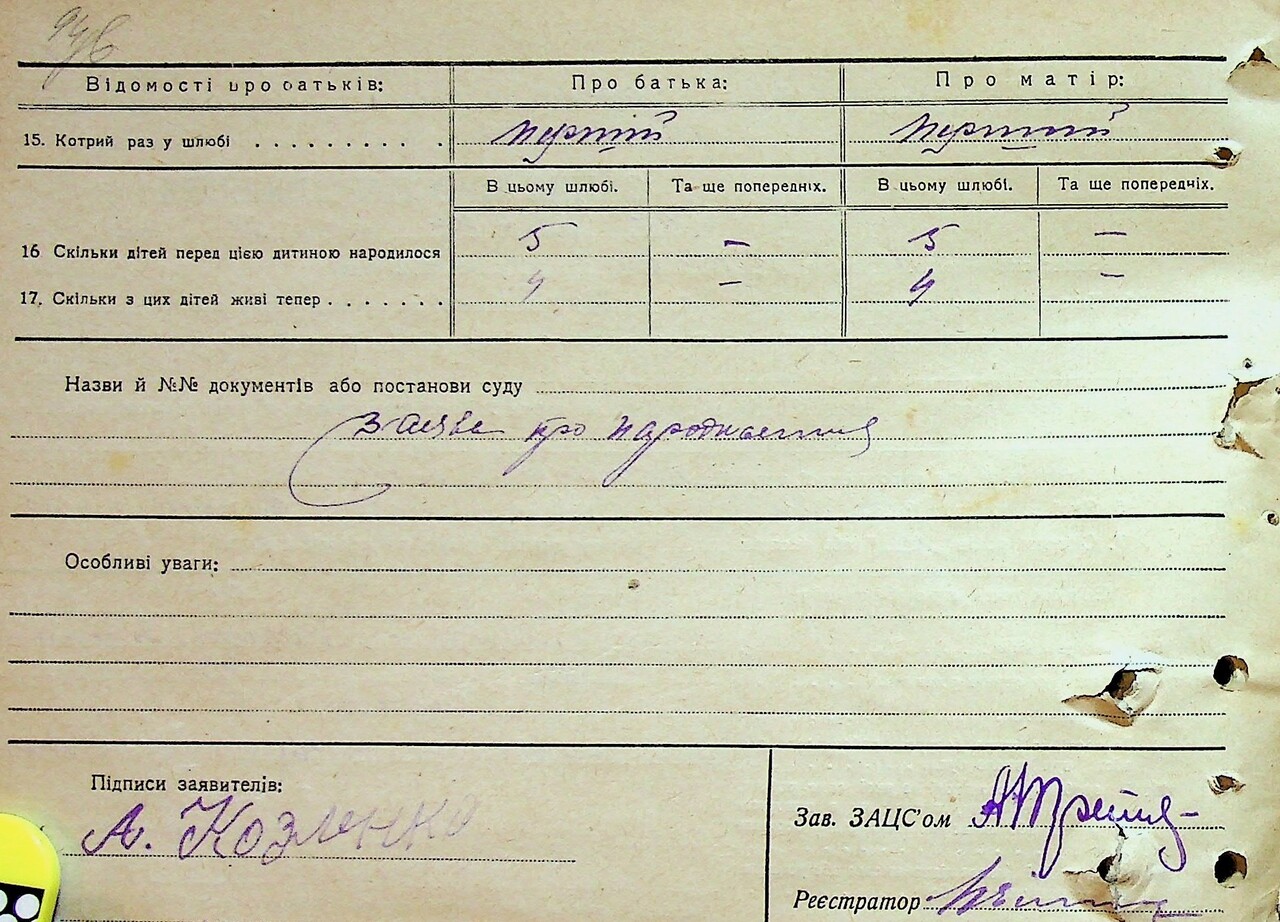 Відомості про батьків: Про батька: Про матір:
15. Котрий раз у шлюбі . . . . . . . . . . перший перший
В цьому шлюбі. Та ще попередніх. В цьому шлюбі. Та ще попередніх.
16 Скільки дітей перед цією дитиною народилося 5 — 5 —
17. Скільки з цих дітей живі тепер . . . . . . . 4 — 4 —
Назви й №№ документів або постанови суду
заява про народження
Особливі уваги:
Підписи заявителів:
А. Козленко
Зав. ЗАЦС'ом
Реєстратор